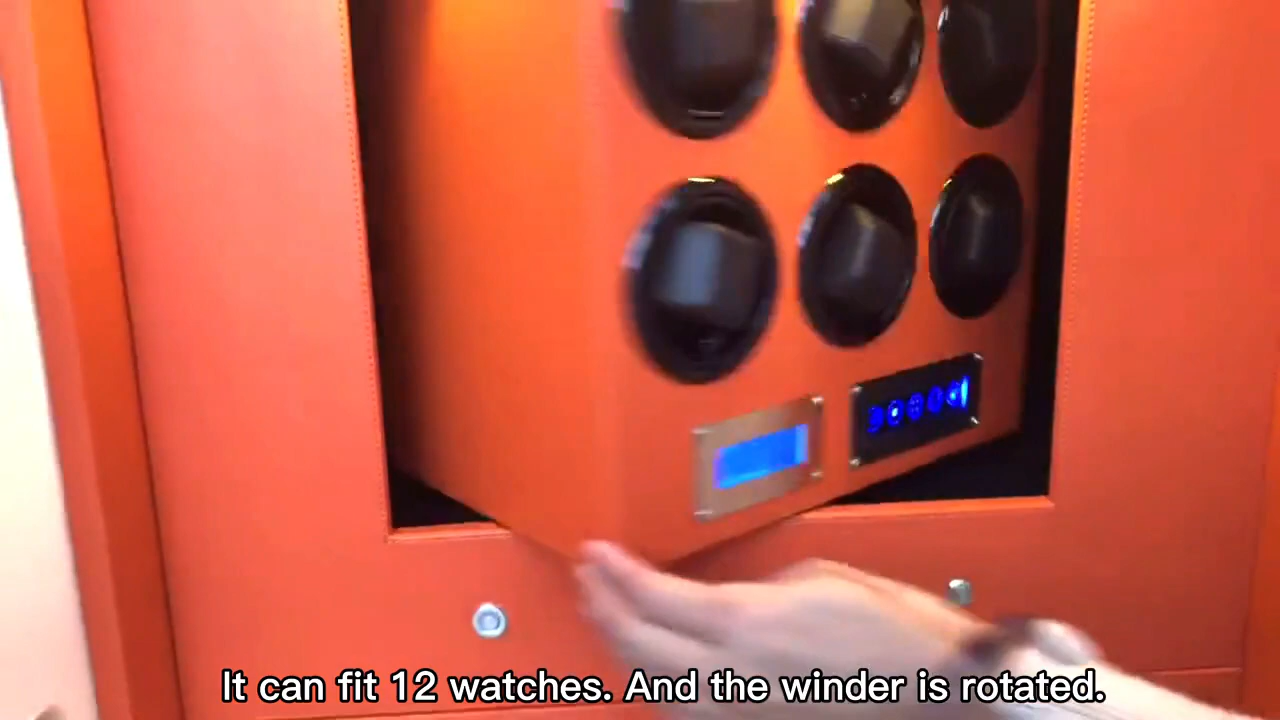 It can fit 12 watches. And the winder is rotated.